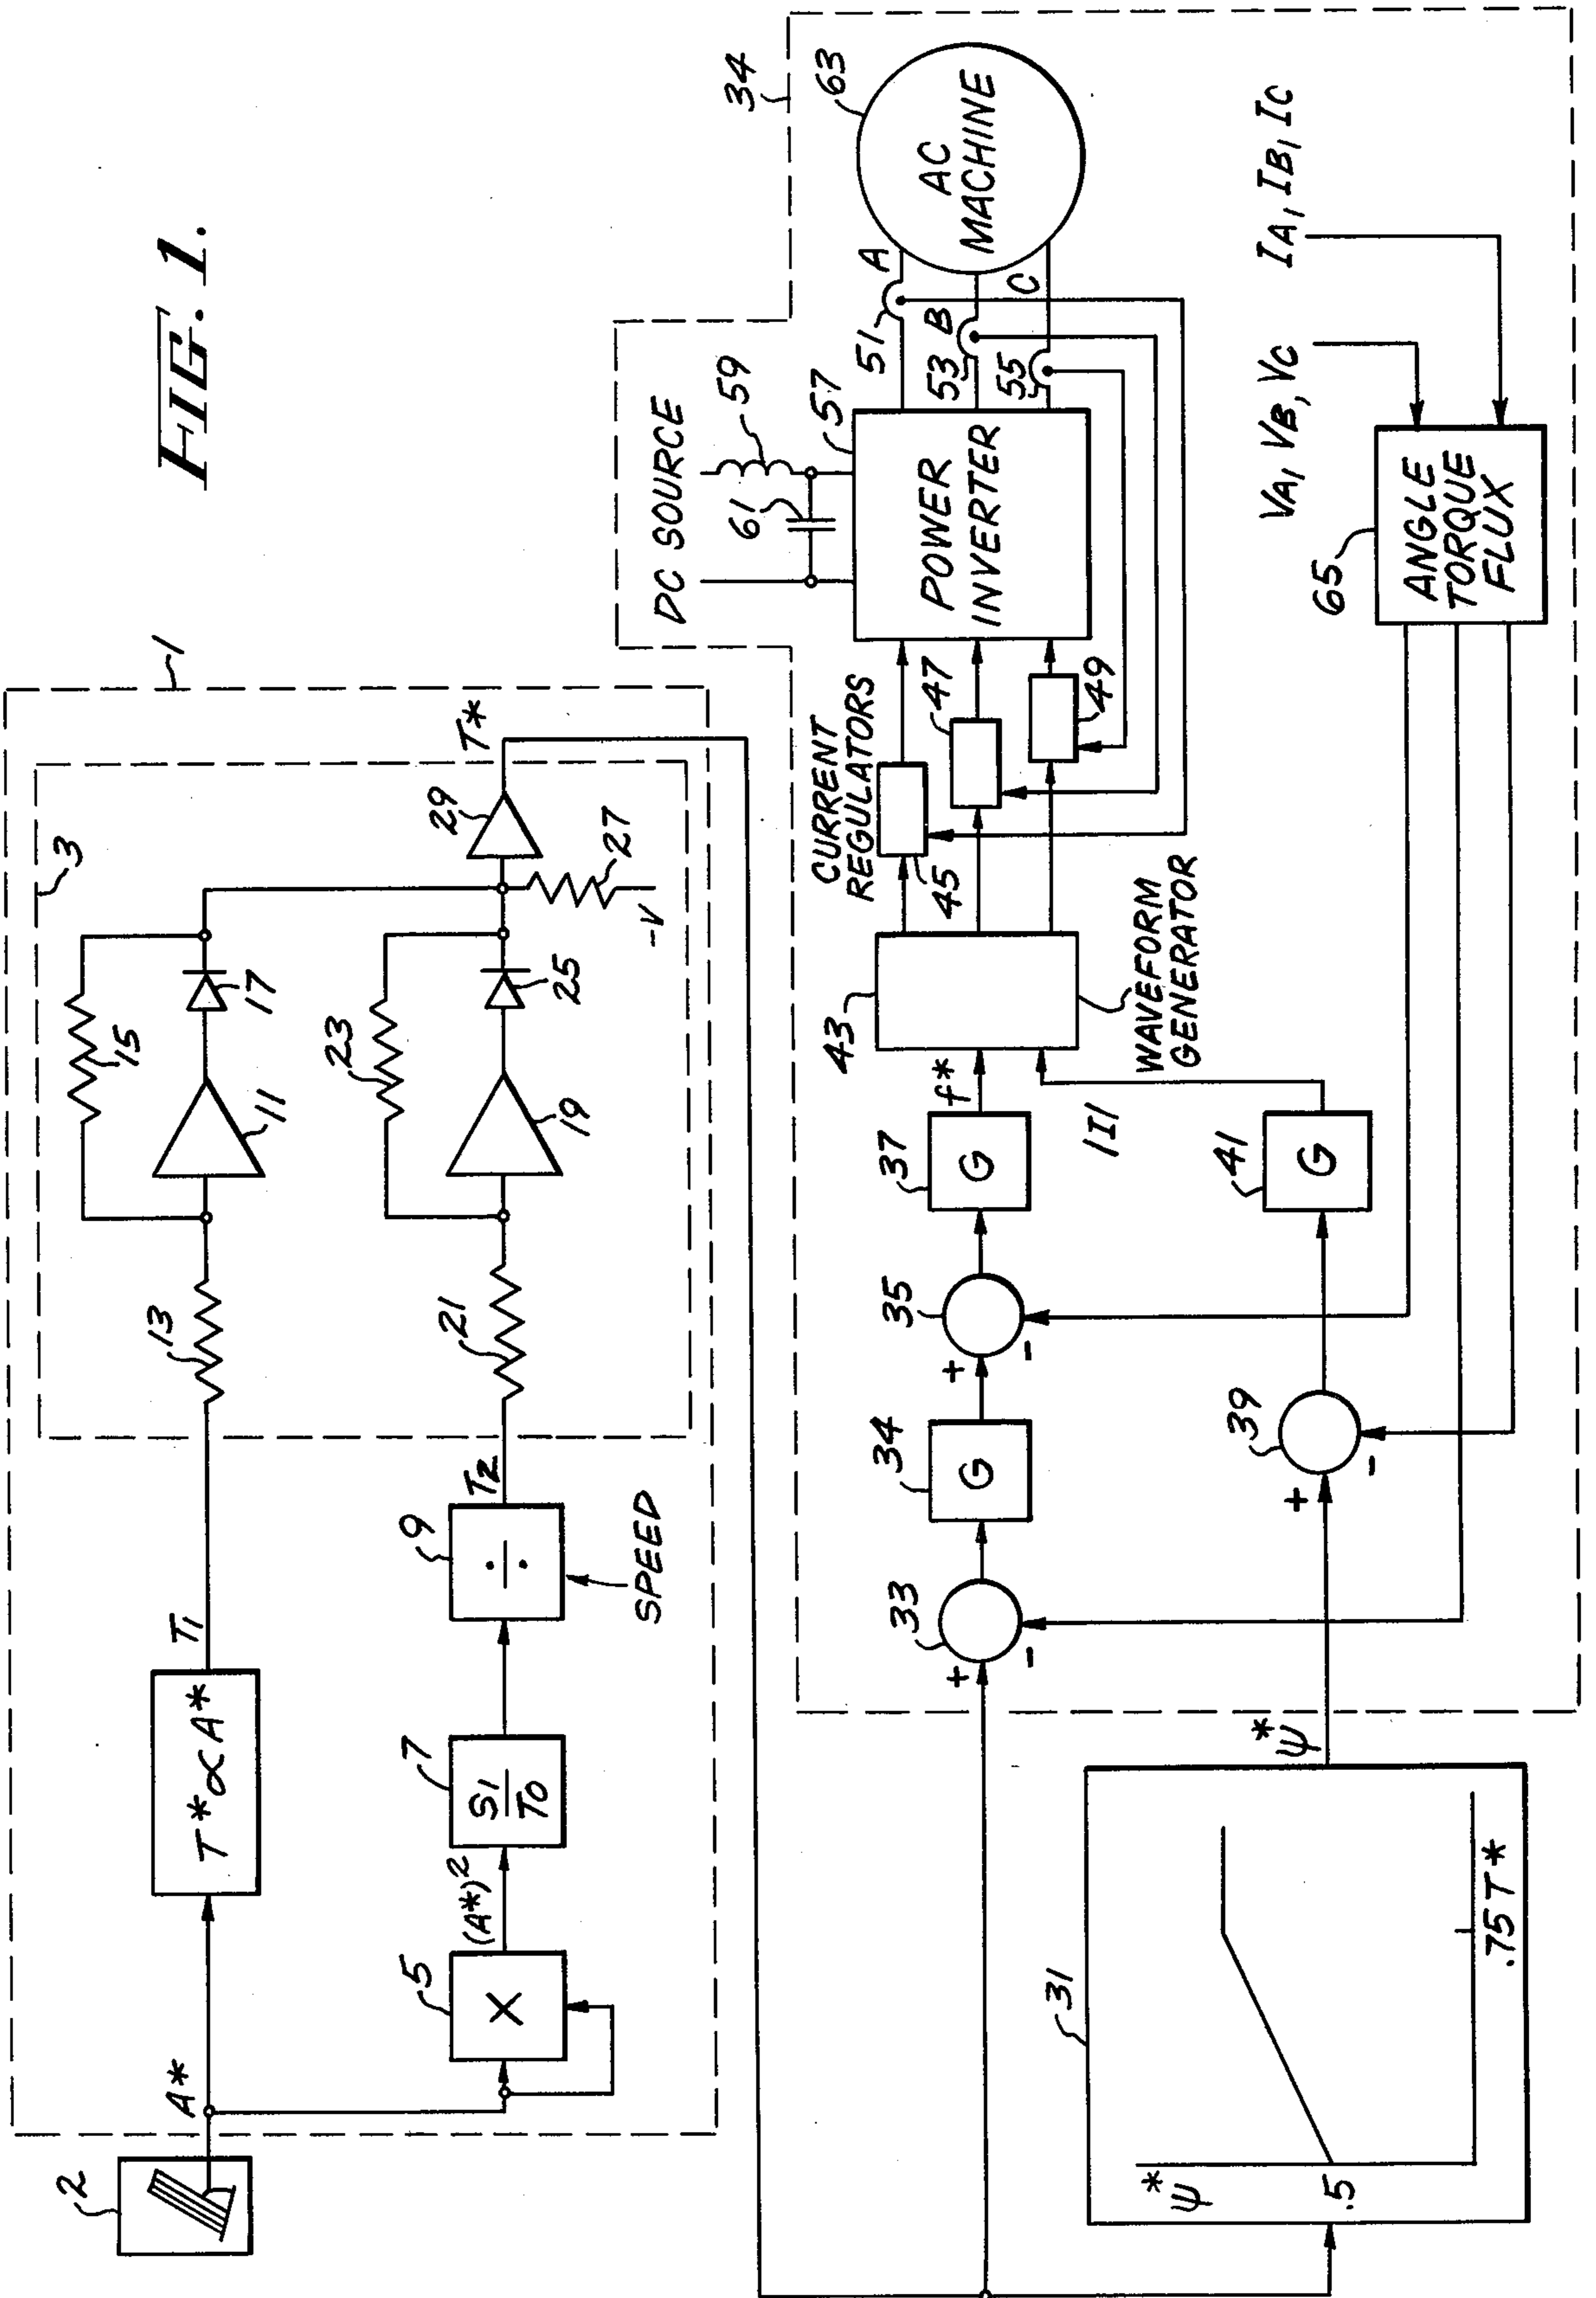 FIG. 1.
1
3
2
A*
T* ∝ A*
T1
13
15
11
17
5
X
(A*)²
7
S1
T0
9
÷
SPEED
T2
21
23
19
25
27
-V
29
T*
34
DC SOURCE
59
61
57
POWER
INVERTER
51
A
53
B
55
C
63
AC
MACHINE
CURRENT
REGULATORS
45
47
49
43
WAVEFORM
GENERATOR
f*
|I|
37
G
35
+
-
34
G
33
+
-
41
G
39
+
-
Ψ*
31
Ψ*
.5
.75T*
65
ANGLE
TORQUE
FLUX
VA, VB, VC
IA, IB, IC